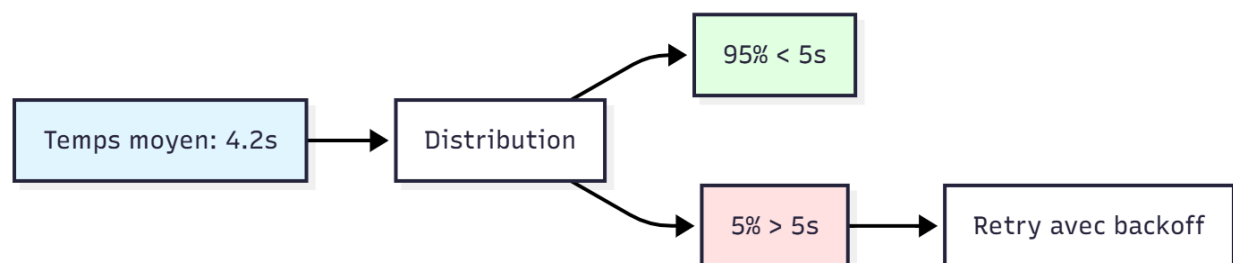 Temps moyen: 4.2s
Distribution
95% < 5s
5% > 5s
Retry avec backoff